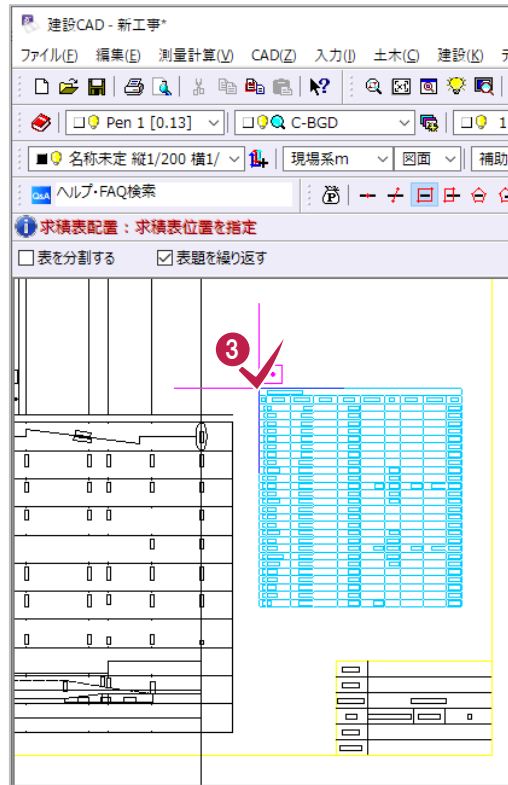 建設CAD - 新工事*
ファイル(F) 編集(E) 測量計算(V) CAD(Z) 入力(I) 土木(C) 建設(K)
Pen 1 [0.13] C-BGD 1
名称未定 縦1/200 横1/ 現場系m 図面 補助
Q&A ヘルプ・FAQ検索
求積表配置：求積表位置を指定
表を分割する 表題を繰り返す
3